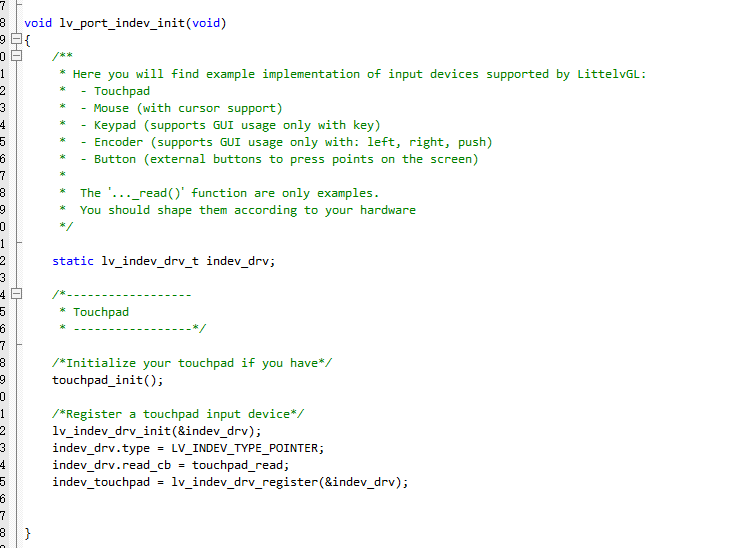 7
8 void lv_port_indev_init(void)
9 {
0 /**
1 * Here you will find example implementation of input devices supported by LittelvGL:
2 * - Touchpad
3 * - Mouse (with cursor support)
4 * - Keypad (supports GUI usage only with key)
5 * - Encoder (supports GUI usage only with: left, right, push)
6 * - Button (external buttons to press points on the screen)
7 *
8 * The '..._read()' function are only examples.
9 * You should shape them according to your hardware
0 */
1
2 static lv_indev_drv_t indev_drv;
3
4 /*------------------
5 * Touchpad
6 * -----------------*/
7
8 /*Initialize your touchpad if you have*/
9 touchpad_init();
0
1 /*Register a touchpad input device*/
2 lv_indev_drv_init(&indev_drv);
3 indev_drv.type = LV_INDEV_TYPE_POINTER;
4 indev_drv.read_cb = touchpad_read;
5 indev_touchpad = lv_indev_drv_register(&indev_drv);
6
7
8 }